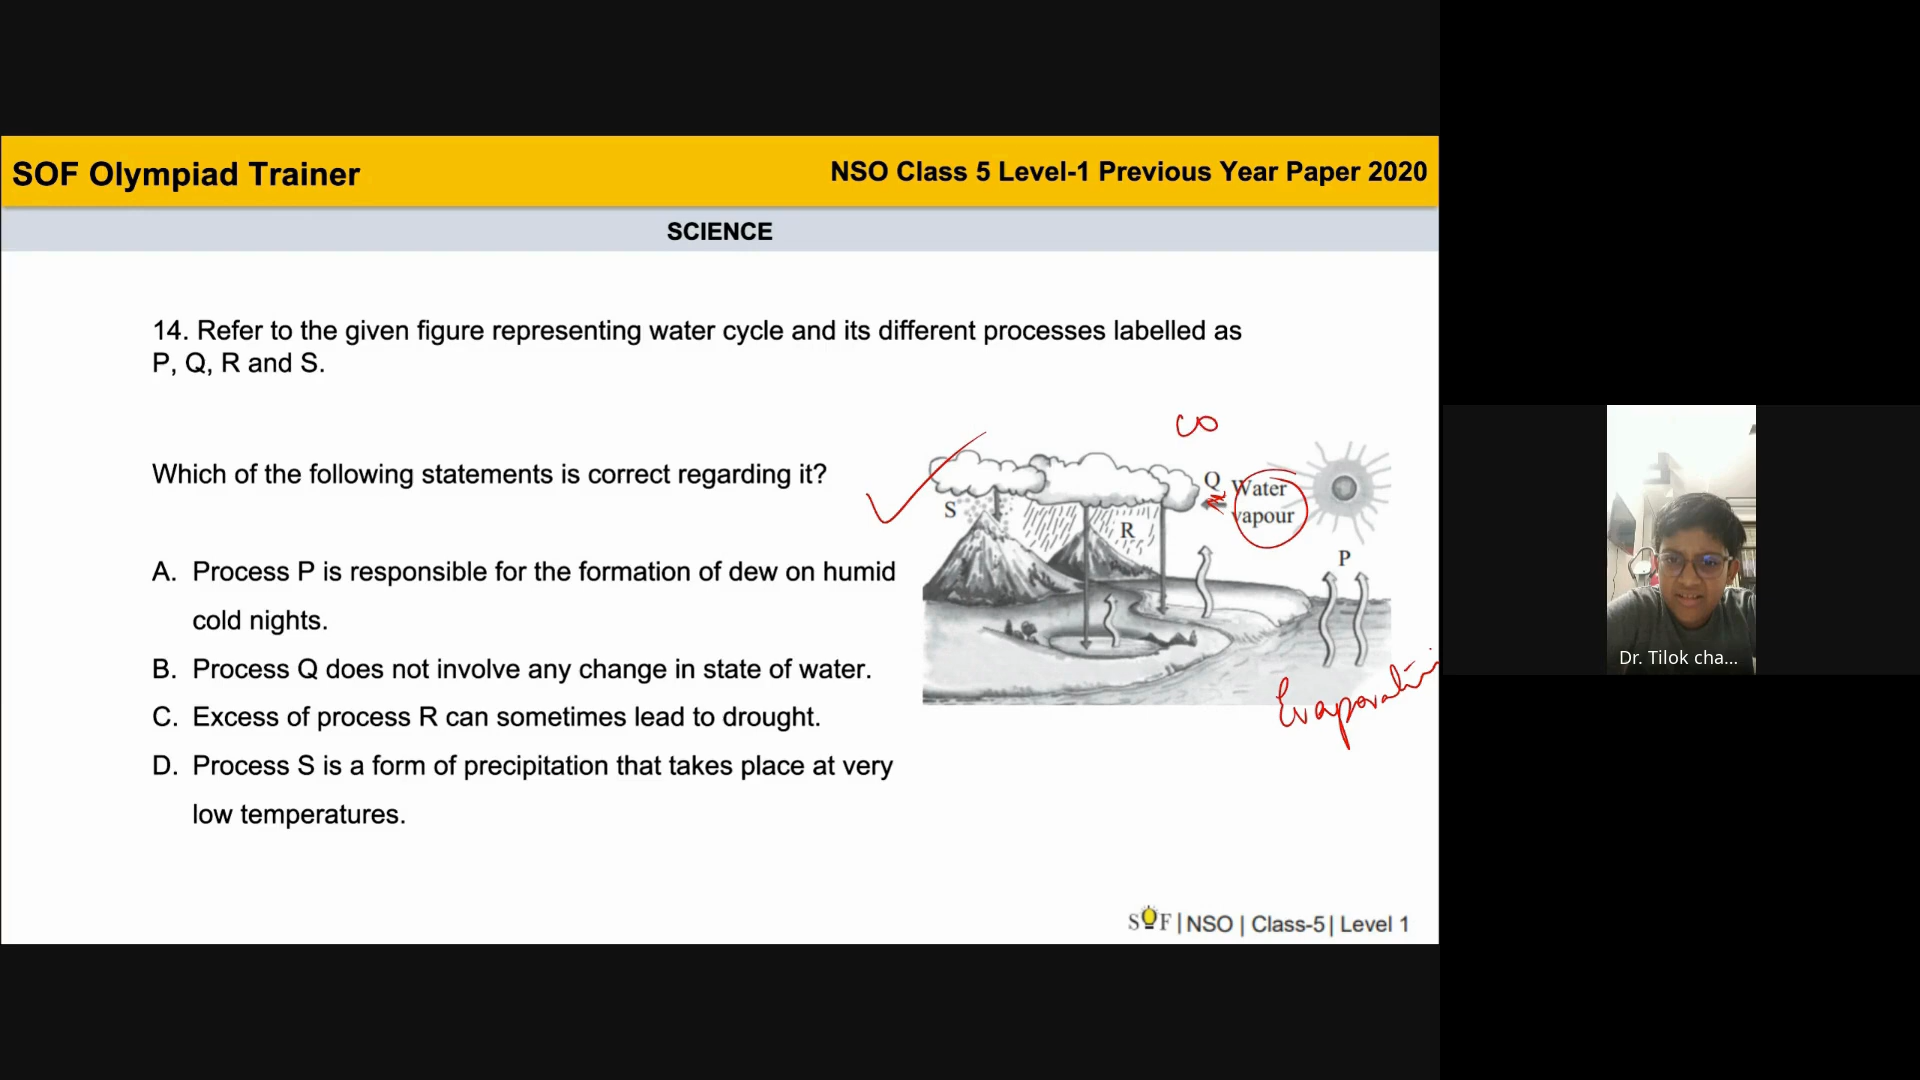 SOF Olympiad Trainer
NSO Class 5 Level-1 Previous Year Paper 2020
SCIENCE
14. Refer to the given figure representing water cycle and its different processes labelled as
P, Q, R and S.
Which of the following statements is correct regarding it?
A. Process P is responsible for the formation of dew on humid
cold nights.
B. Process Q does not involve any change in state of water.
C. Excess of process R can sometimes lead to drought.
D. Process S is a form of precipitation that takes place at very
low temperatures.
co
Q
Water
vapour
S
R
P
Evaporation
SOF | NSO | Class-5 | Level 1
Dr. Tilok cha...